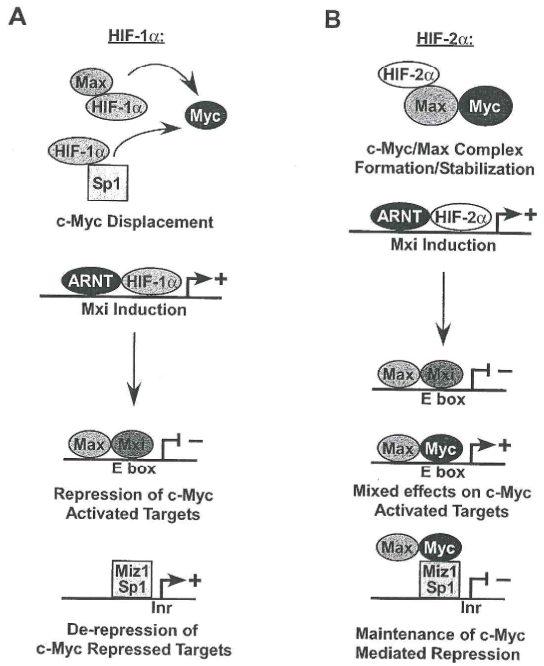 A
HIF-1α:
Max
HIF-1α
Myc
HIF-1α
Sp1
c-Myc Displacement
ARNT HIF-1α +
Mxi Induction
Max Mxi –
E box
Repression of c-Myc
Activated Targets
Miz1
Sp1 +
Inr
De-repression of
c-Myc Repressed Targets
B
HIF-2α:
HIF-2α
Max Myc
c-Myc/Max Complex
Formation/Stabilization
ARNT HIF-2α +
Mxi Induction
Max Mxi –
E box
Max Myc +
E box
Mixed effects on c-Myc
Activated Targets
Max Myc
Miz1
Sp1 –
Inr
Maintenance of c-Myc
Mediated Repression